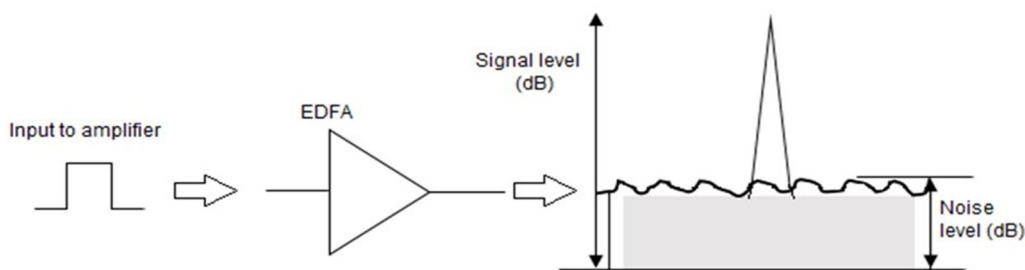 Signal level
(dB)
EDFA
Input to amplifier
Noise
level (dB)